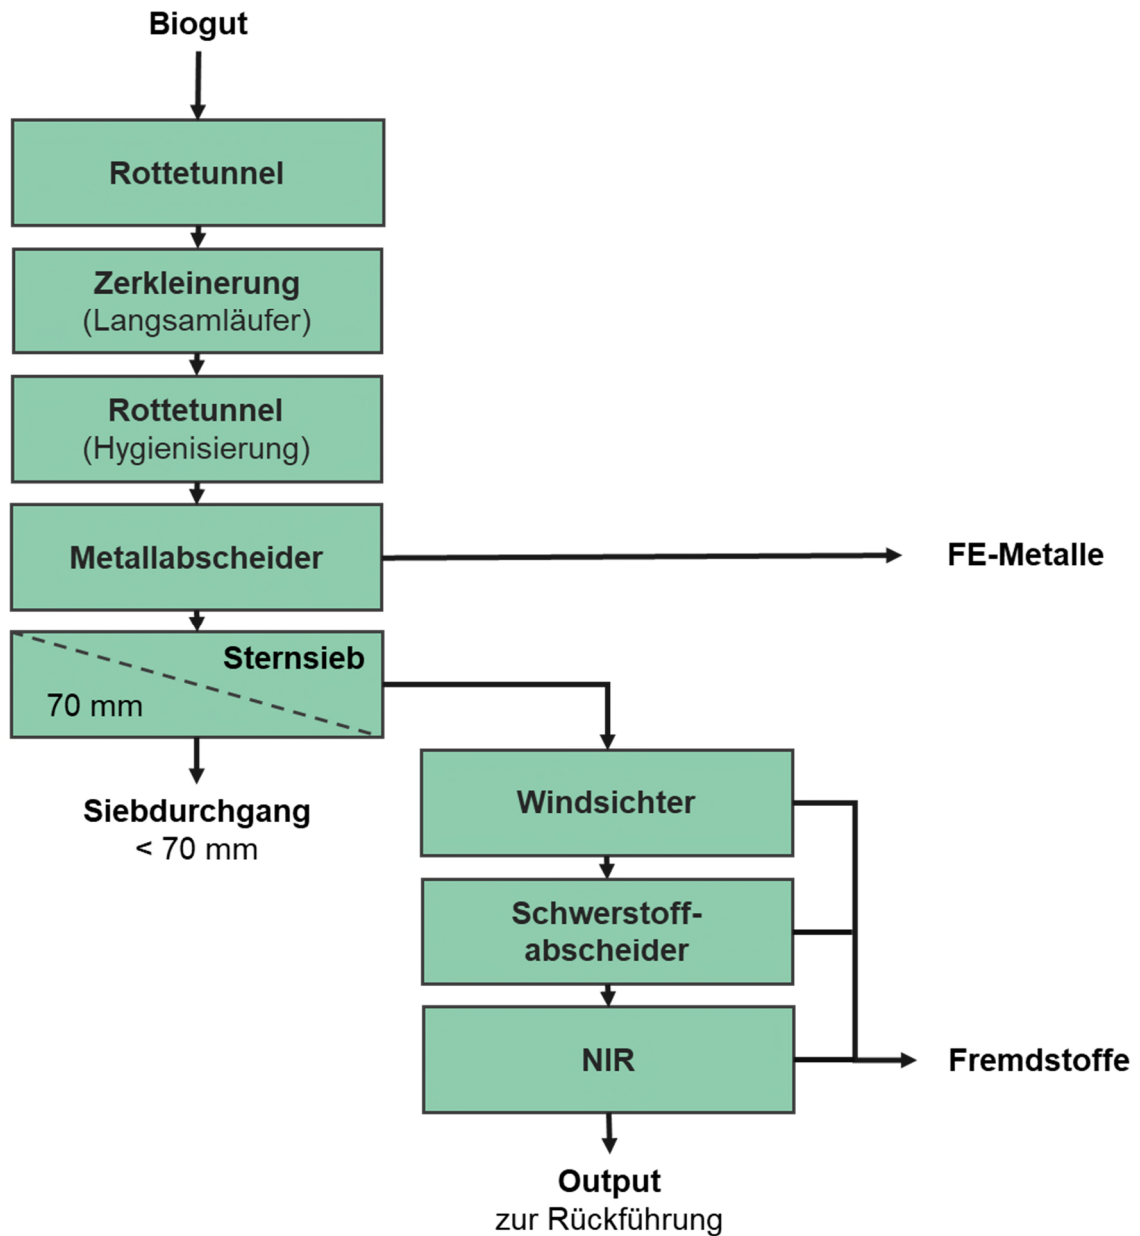 Biogut
Rottetunnel
Zerkleinerung
(Langsamläufer)
Rottetunnel
(Hygienisierung)
Metallabscheider
FE-Metalle
Sternsieb
70 mm
Siebdurchgang
< 70 mm
Windsichter
Schwerstoff-
abscheider
NIR
Fremdstoffe
Output
zur Rückführung